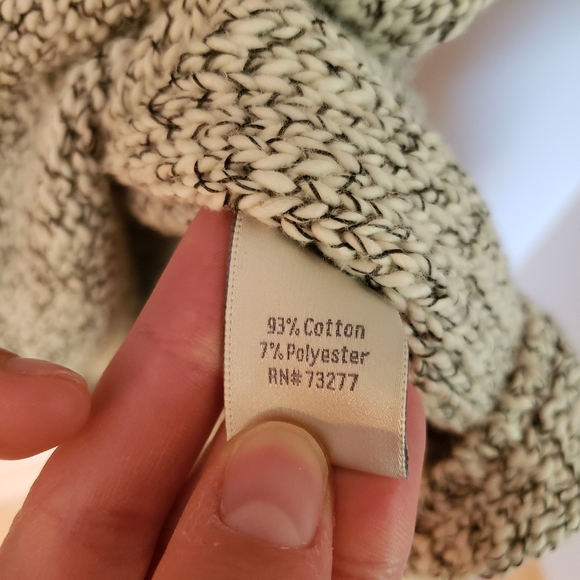 93% Cotton
7% Polyester
RN# 73277